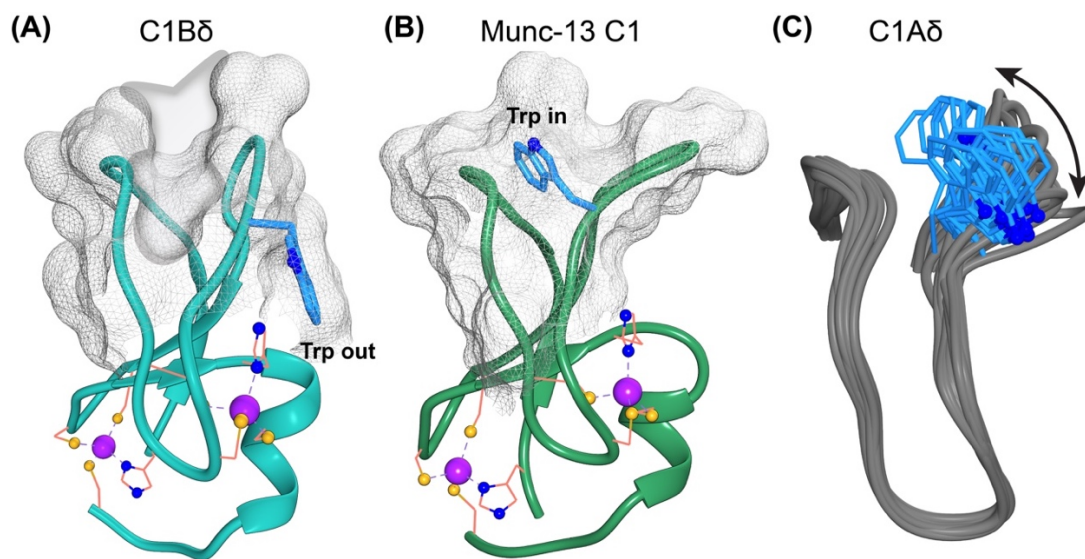 (A) C1Bδ
(B) Munc-13 C1
(C) C1Aδ
Trp in
Trp out